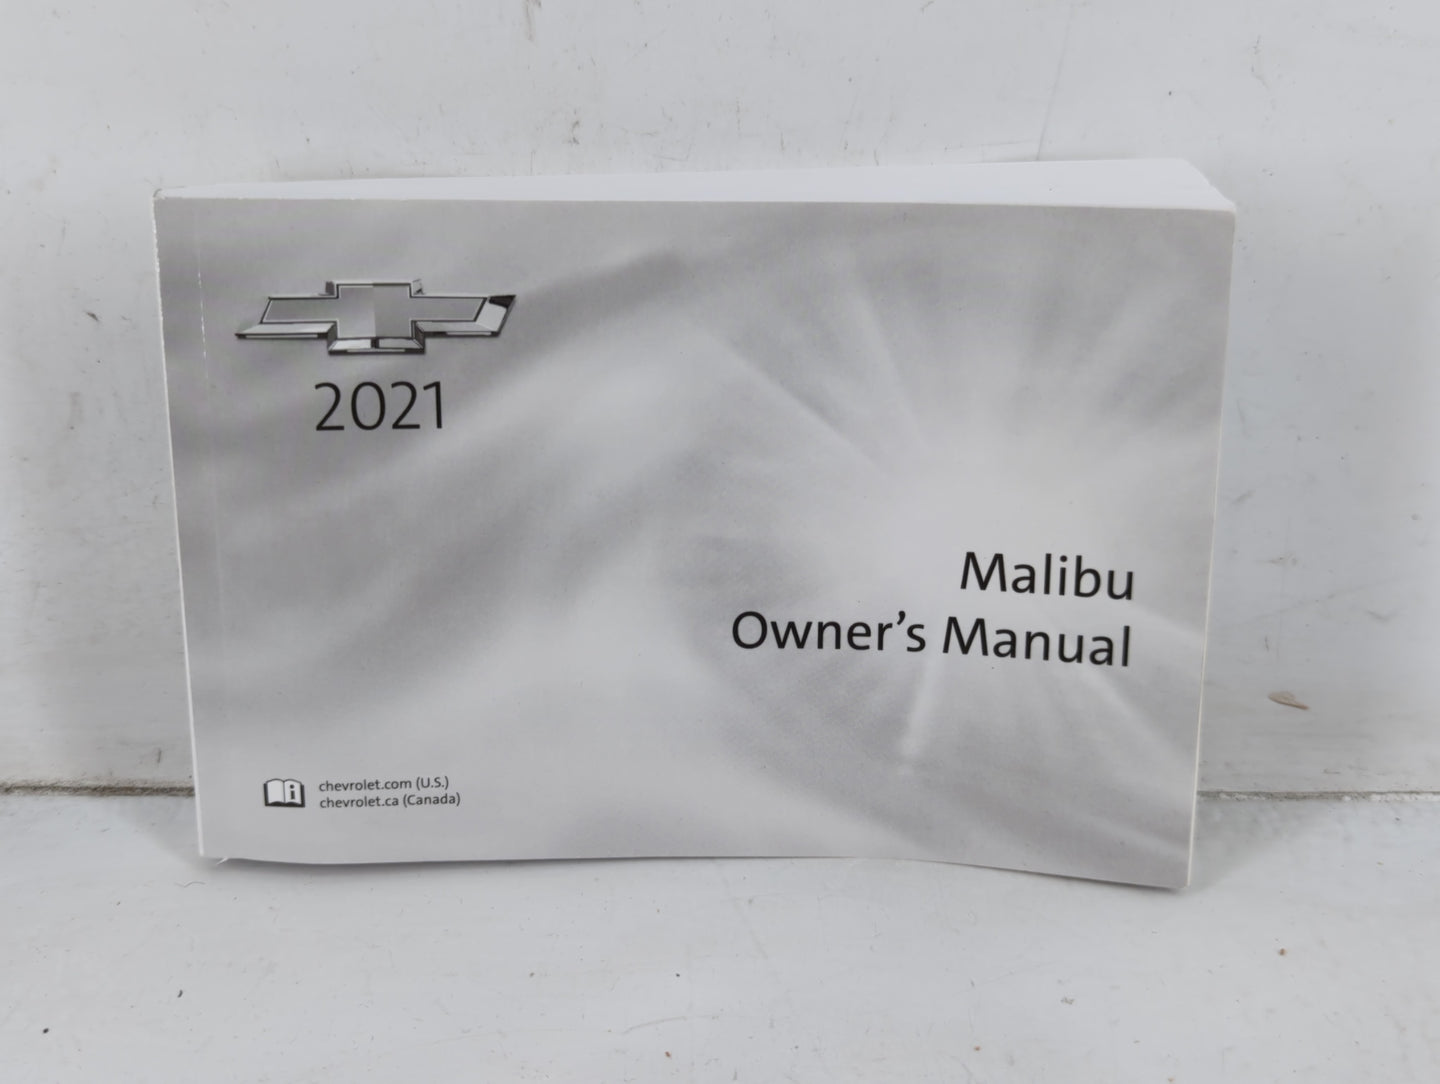 2021
Malibu
Owner's Manual
chevrolet.com (U.S.)
chevrolet.ca (Canada)